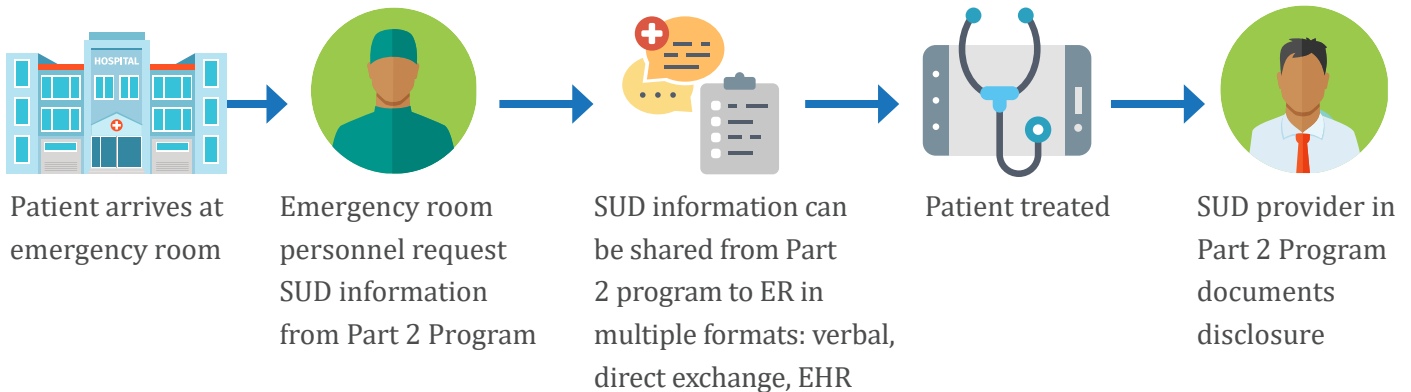 HOSPITAL
Patient arrives at
emergency room
Emergency room
personnel request
SUD information
from Part 2 Program
SUD information can
be shared from Part
2 program to ER in
multiple formats: verbal,
direct exchange, EHR
Patient treated
SUD provider in
Part 2 Program
documents
disclosure